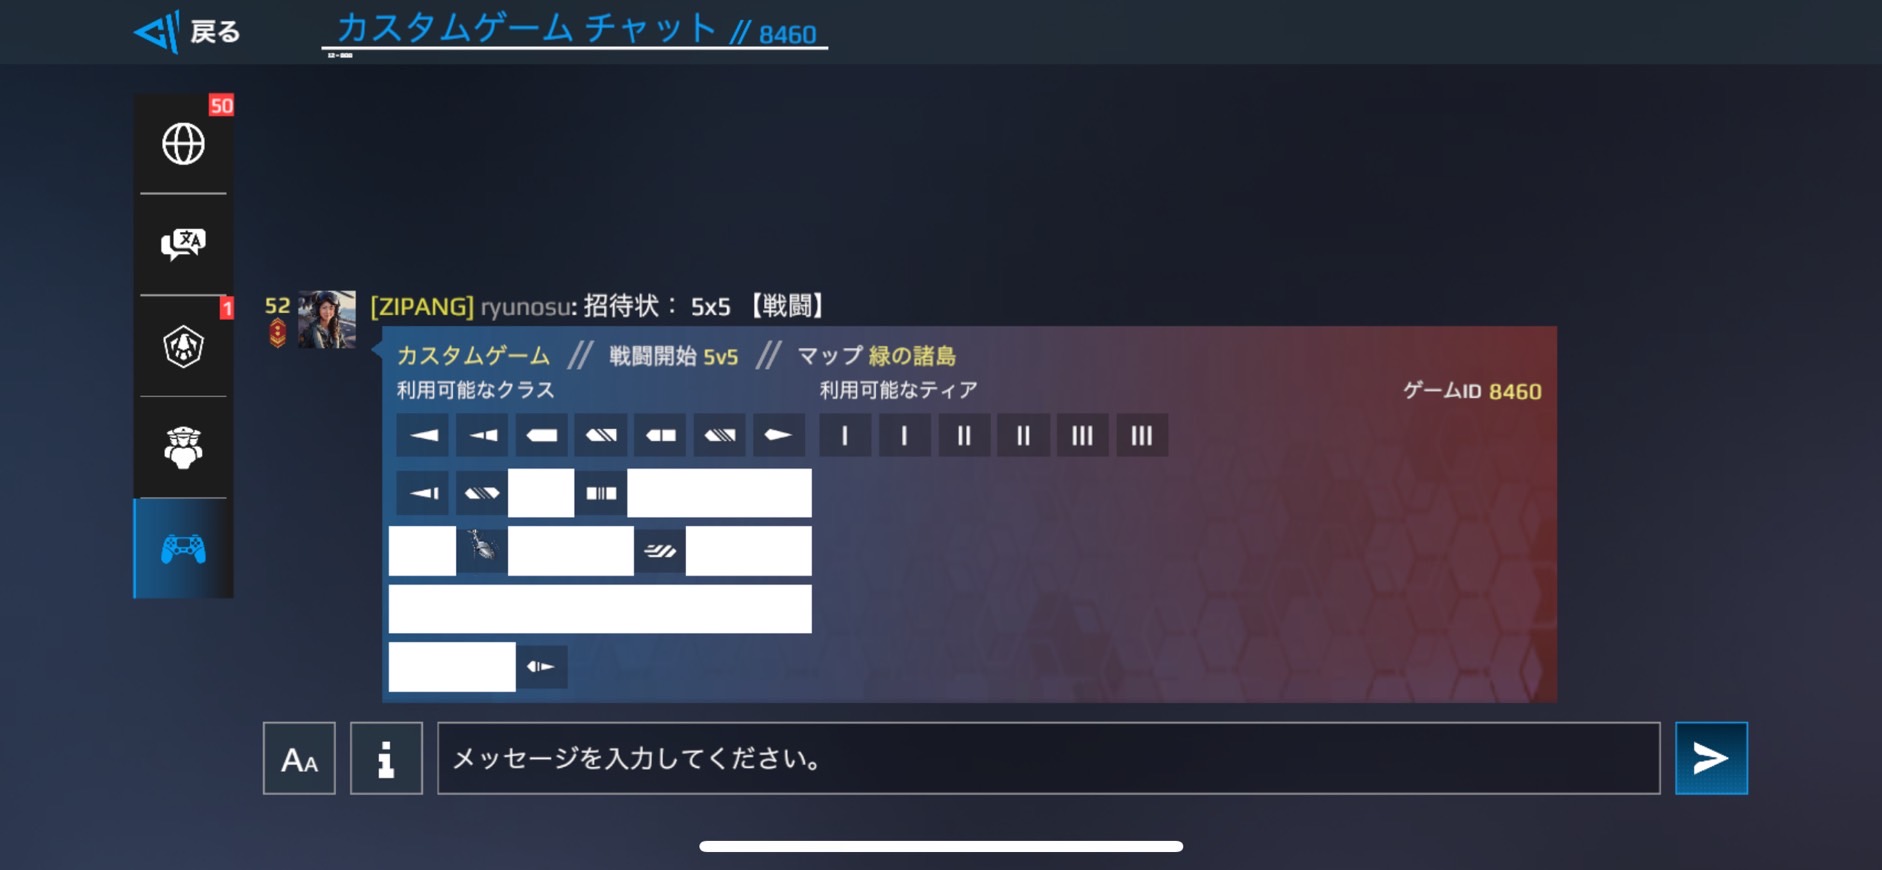 戻る
カスタムゲーム チャット // 8460
50
1
52
[ZIPANG] ryunosu: 招待状： 5x5 【戦闘】
カスタムゲーム // 戦闘開始 5v5 // マップ 緑の諸島
利用可能なクラス
利用可能なティア
ゲームID 8460
I I II II III III
AA
i
メッセージを入力してください。